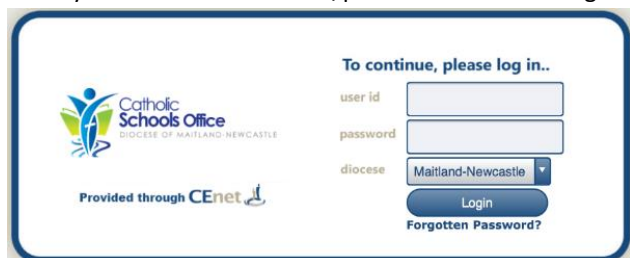 To continue, please log in..
user id
Catholic
Schools Office
DIOCESE OF MAITLAND-NEWCASTLE
password
diocese
Maitland-Newcastle
Provided through CEnet
Login
Forgotten Password?